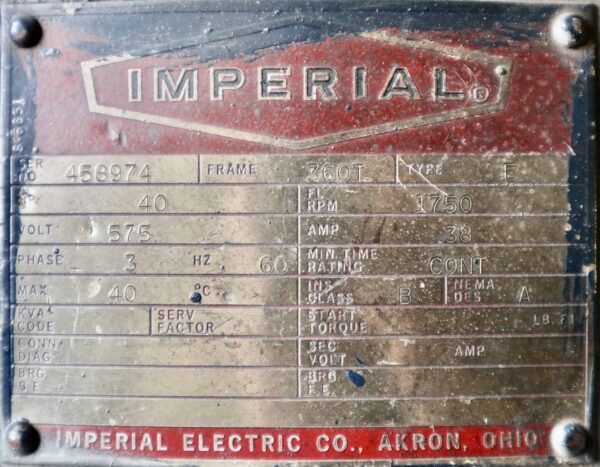 IMPERIAL ®
SER NO 458974 FRAME 360T TYPE E
HP 40 FL RPM 1750
VOLT 575 AMP 38
PHASE 3 HZ 60 MIN. TIME RATING CONT
MAX 40 °C INS CLASS B NEMA DES A
KVA CODE SERV FACTOR START TORQUE LB FT
CONN DIAG SEC VOLT AMP
BRG B.E. BRG F.E.
IMPERIAL ELECTRIC CO., AKRON, OHIO